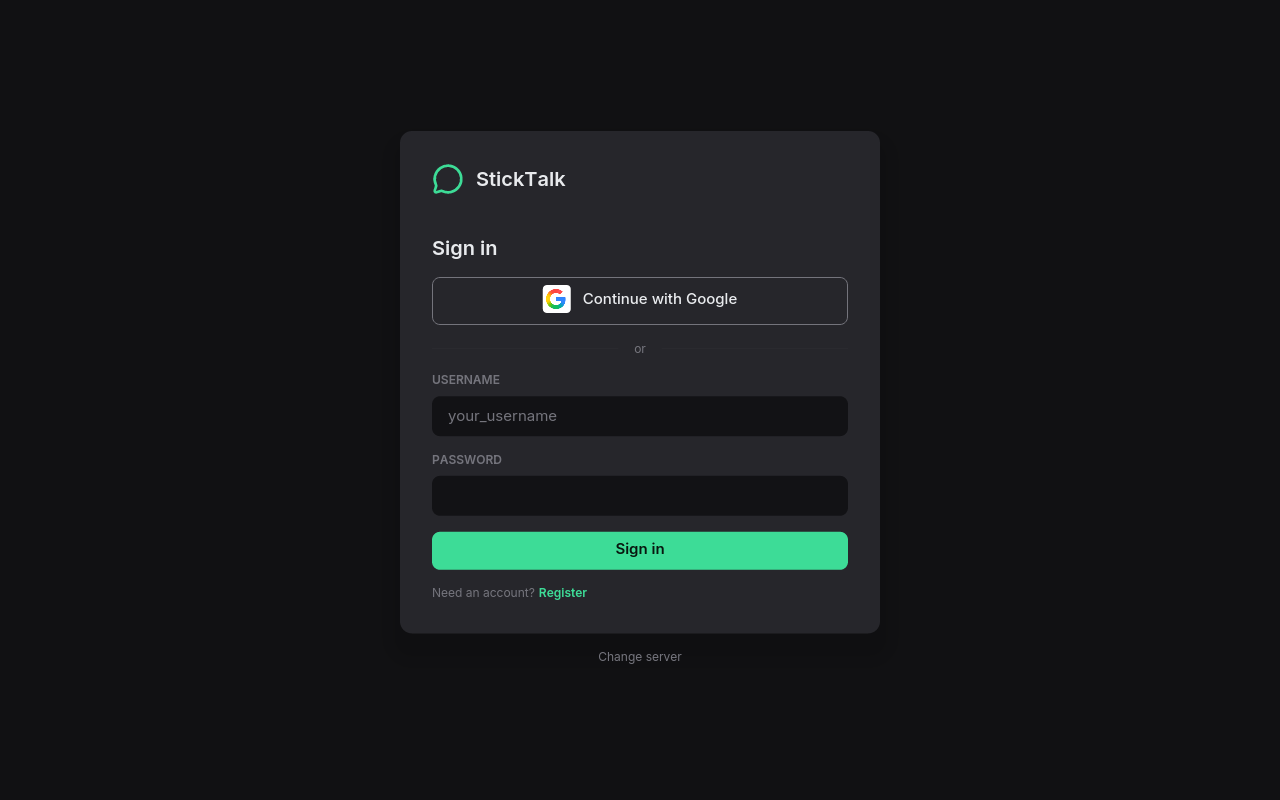 StickTalk
Sign in
Continue with Google
or
USERNAME
your_username
PASSWORD
Sign in
Need an account? Register
Change server